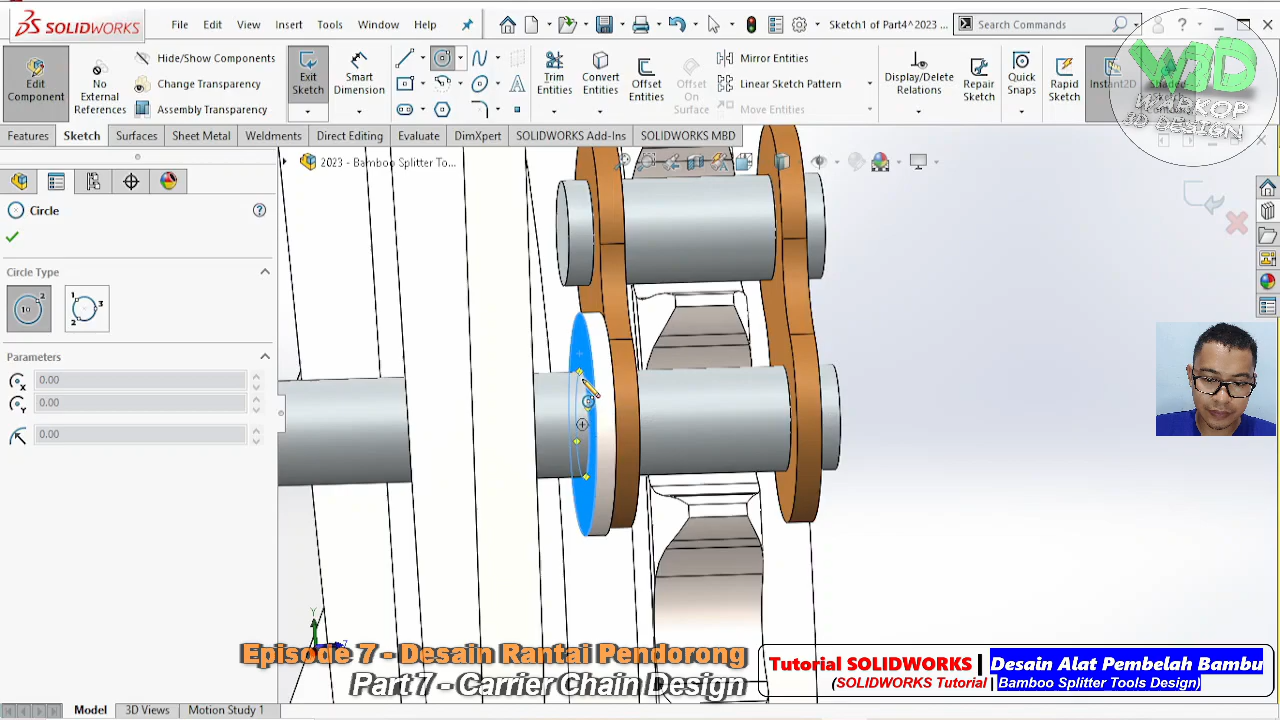 SOLIDWORKS
File
Edit
View
Insert
Tools
Window
Help
Sketch1 of Part4^2023 ...
Search Commands
Edit Component
No External References
Hide/Show Components
Change Transparency
Assembly Transparency
Exit Sketch
Smart Dimension
Trim Entities
Convert Entities
Offset Entities
Offset On Surface
Mirror Entities
Linear Sketch Pattern
Move Entities
Display/Delete Relations
Repair Sketch
Quick Snaps
Rapid Sketch
Instant2D
WD
WINDROP
3D DESIGN
Features
Sketch
Surfaces
Sheet Metal
Weldments
Direct Editing
Evaluate
DimXpert
SOLIDWORKS Add-Ins
SOLIDWORKS MBD
2023 - Bamboo Splitter To...
Circle
Circle Type
Parameters
0.00
0.00
0.00
Episode 7 - Desain Rantai Pendorong
Part 7 - Carrier Chain Design
Tutorial SOLIDWORKS | Desain Alat Pembelah Bambu
(SOLIDWORKS Tutorial | Bamboo Splitter Tools Design)
Model
3D Views
Motion Study 1